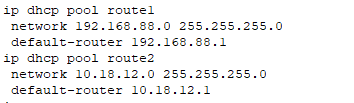 ip dhcp pool route1
 network 192.168.88.0 255.255.255.0
 default-router 192.168.88.1
ip dhcp pool route2
 network 10.18.12.0 255.255.255.0
 default-router 10.18.12.1